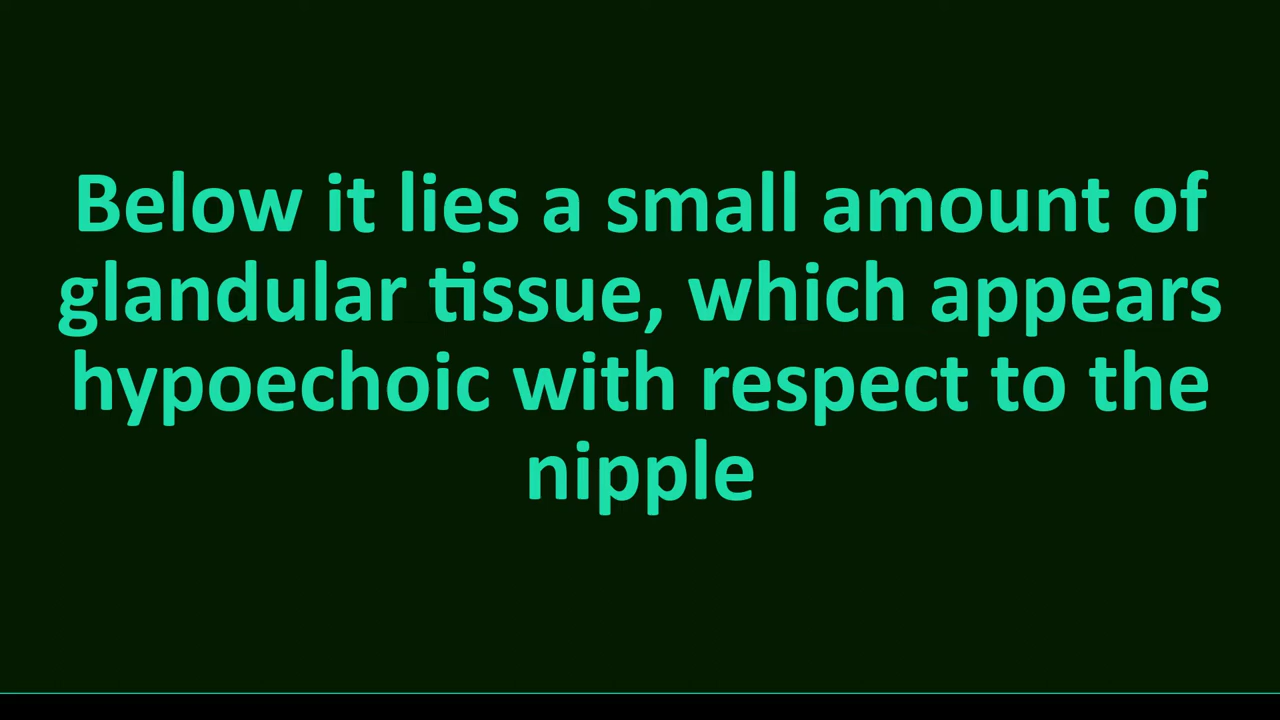 Below it lies a small amount of
glandular tissue, which appears
hypoechoic with respect to the
nipple